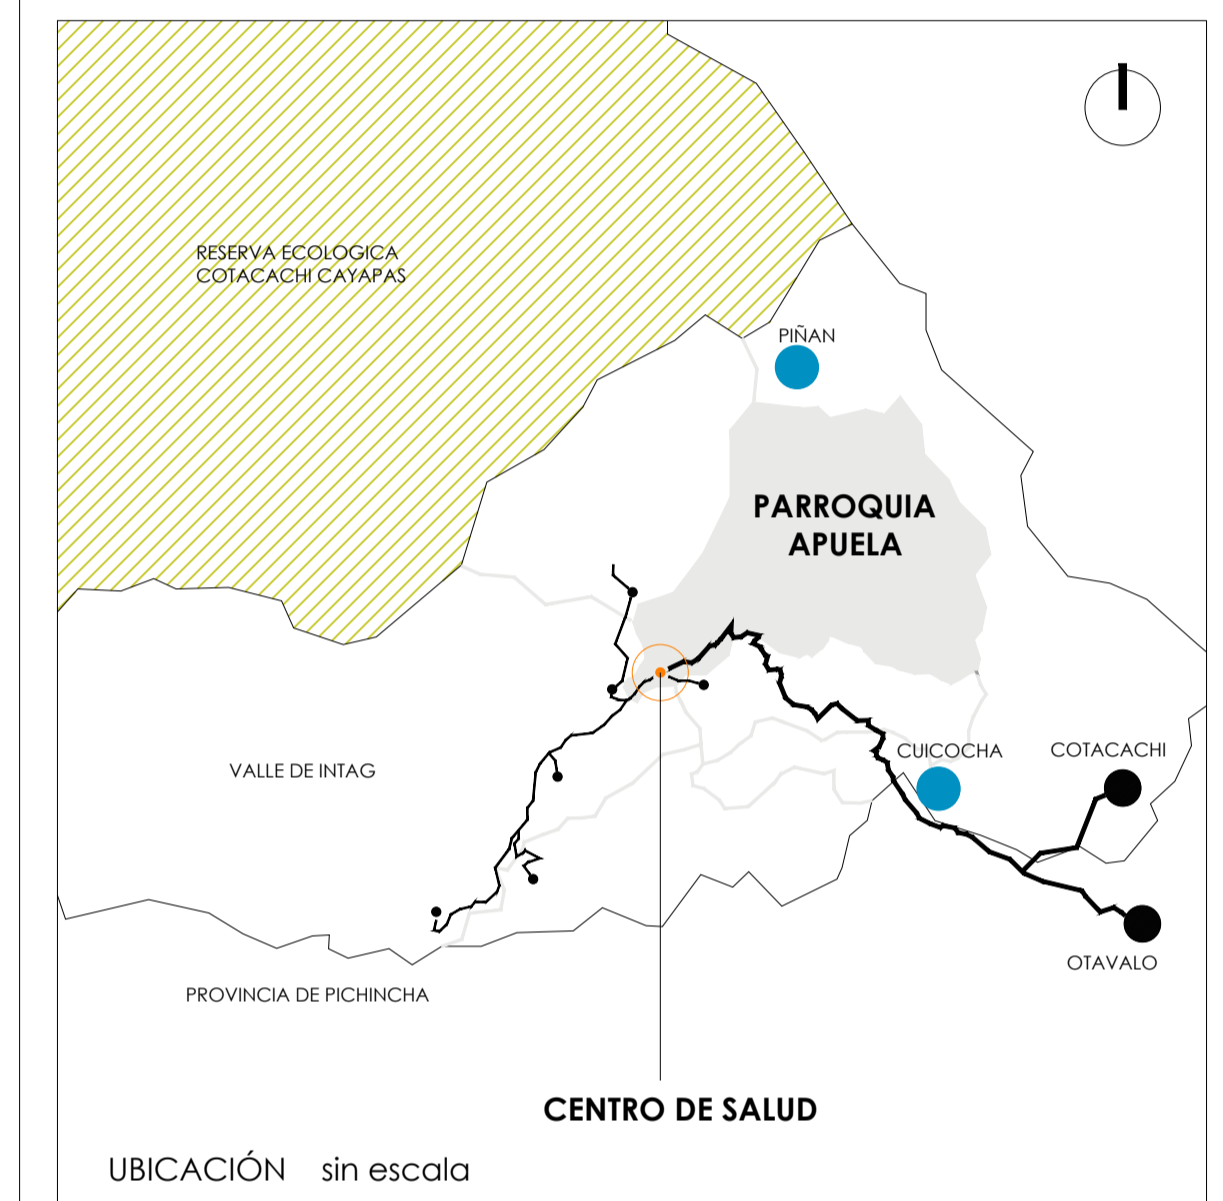 RESERVA ECOLOGICA
COTACACHI CAYAPAS
PIÑAN
PARROQUIA
APUELA
VALLE DE INTAG
CUICOCHA
COTACACHI
OTAVALO
PROVINCIA DE PICHINCHA
CENTRO DE SALUD
UBICACIÓN sin escala